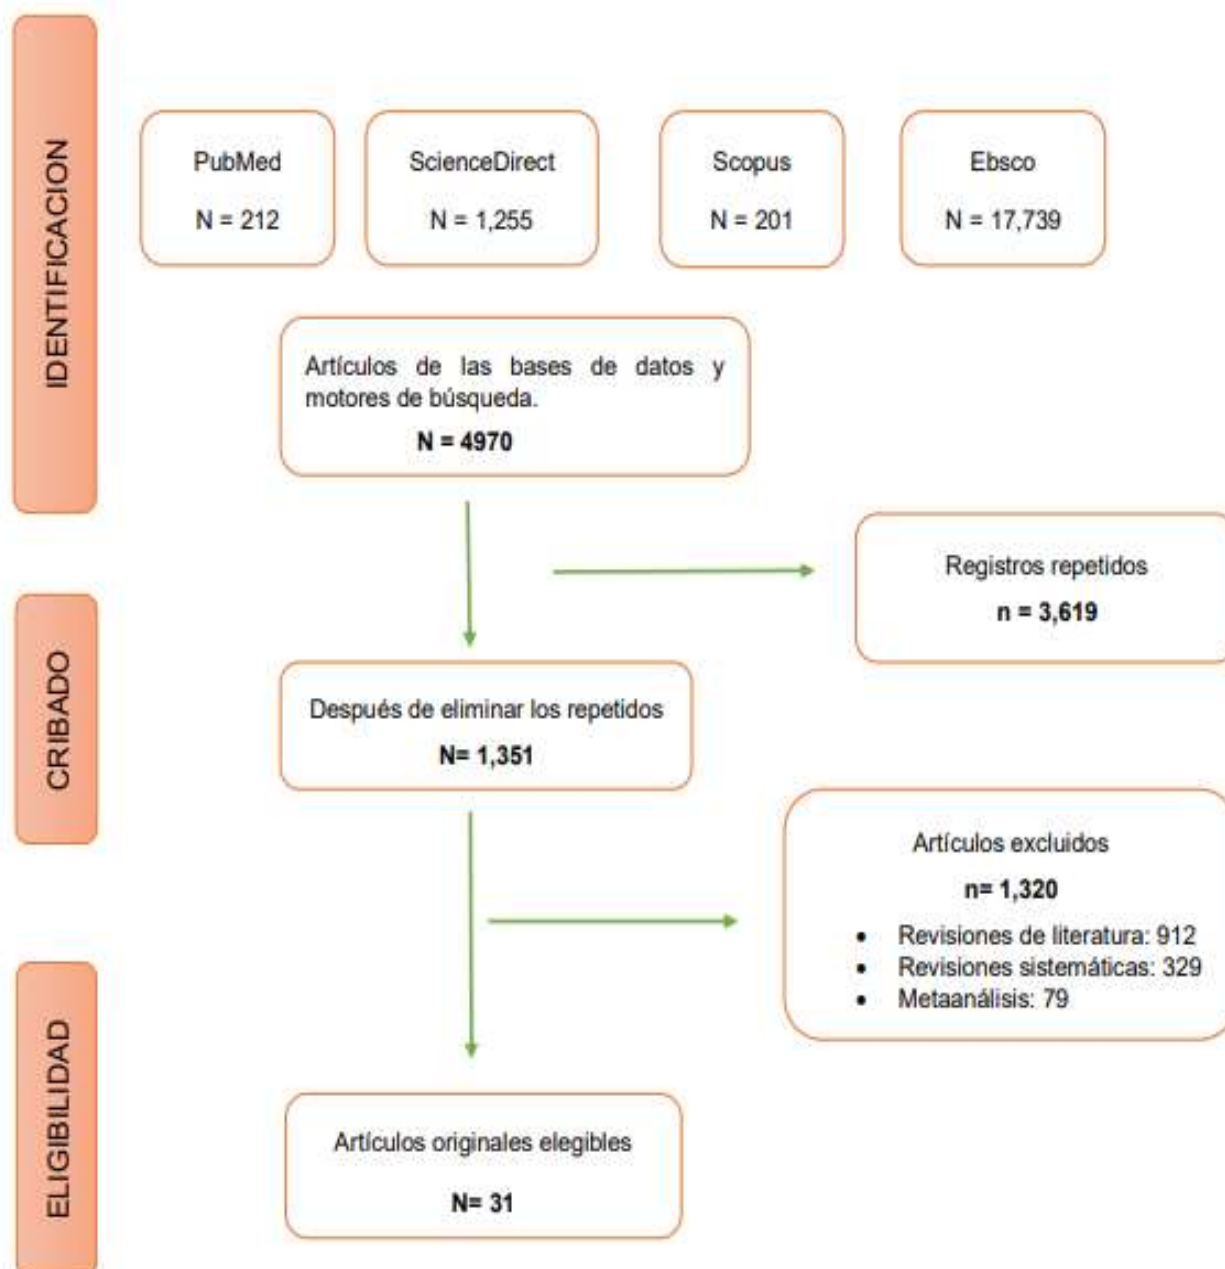 IDENTIFICACION
PubMed
N = 212
ScienceDirect
N = 1,255
Scopus
N = 201
Ebsco
N = 17,739
Artículos de las bases de datos y
motores de búsqueda.
N = 4970
Registros repetidos
n = 3,619
CRIBADO
Después de eliminar los repetidos
N= 1,351
Artículos excluidos
n= 1,320
• Revisiones de literatura: 912
• Revisiones sistemáticas: 329
• Metaanálisis: 79
ELIGIBILIDAD
Artículos originales elegibles
N= 31